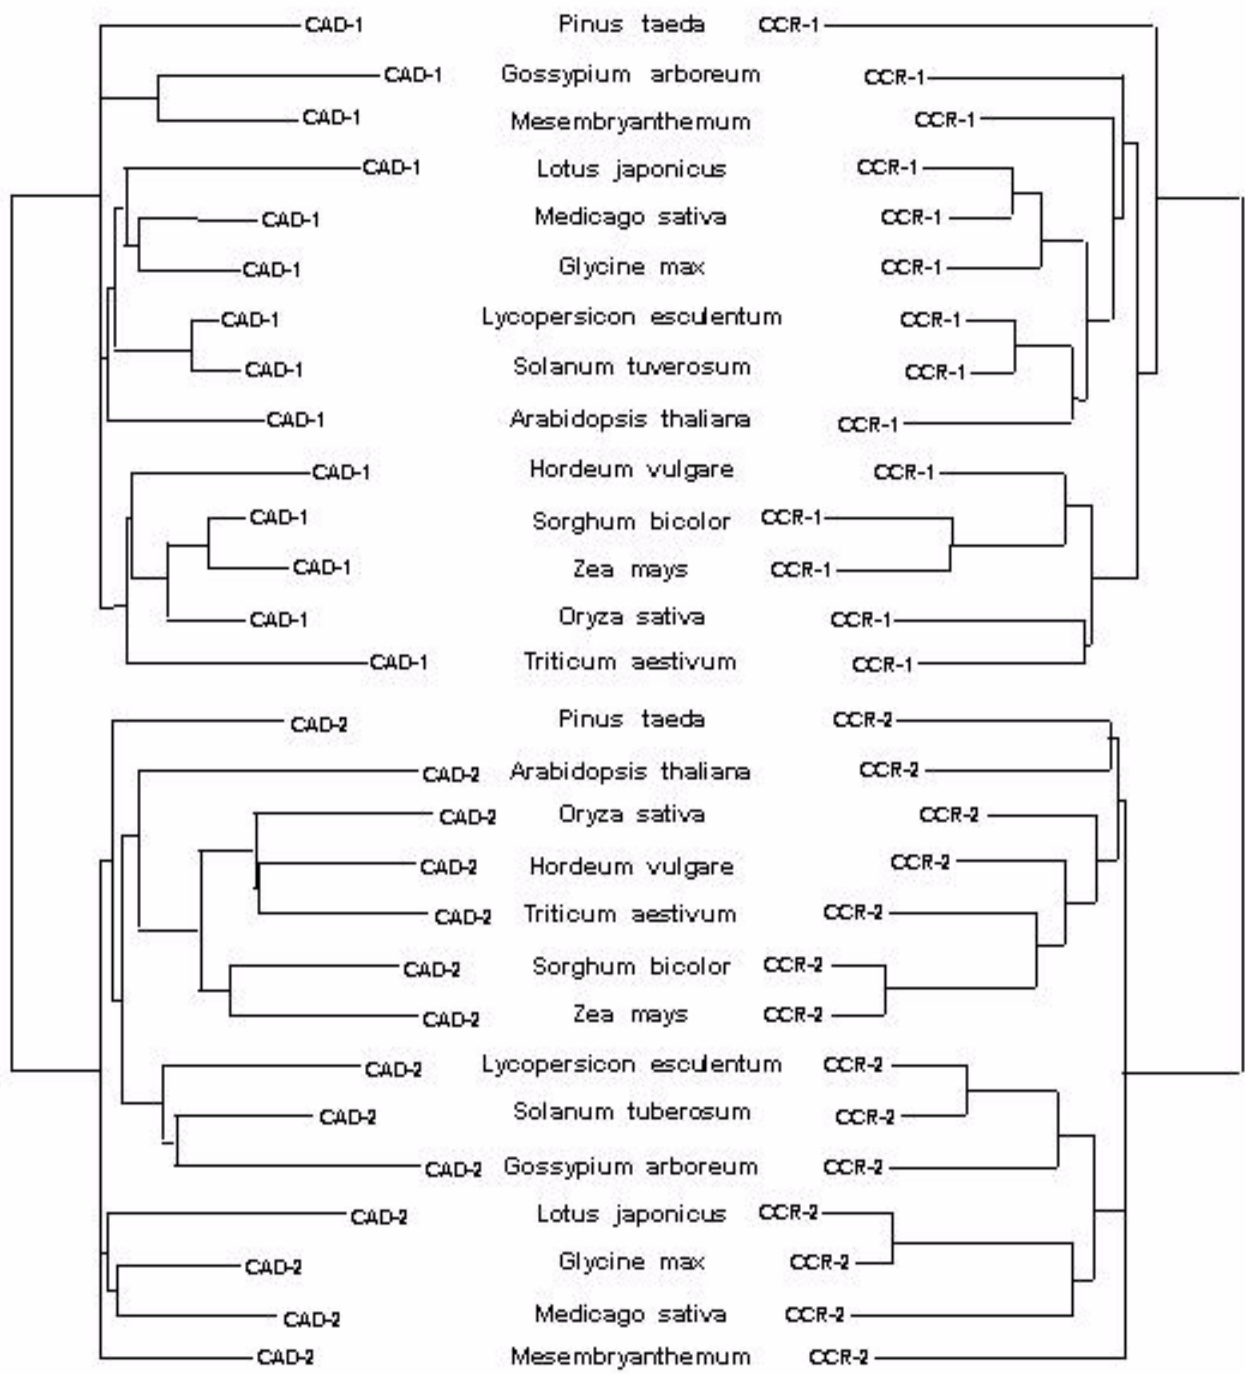 CAD-1 Pinus taeda CCR-1
CAD-1 Gossypium arboreum CCR-1
CAD-1 Mesembryanthemum CCR-1
CAD-1 Lotus japonicus CCR-1
CAD-1 Medicago sativa CCR-1
CAD-1 Glycine max CCR-1
CAD-1 Lycopersicon esculentum CCR-1
CAD-1 Solanum tuverosum CCR-1
CAD-1 Arabidopsis thaliana CCR-1
CAD-1 Hordeum vulgare CCR-1
CAD-1 Sorghum bicolor CCR-1
CAD-1 Zea mays CCR-1
CAD-1 Oryza sativa CCR-1
CAD-1 Triticum aestivum CCR-1
CAD-2 Pinus taeda CCR-2
CAD-2 Arabidopsis thaliana CCR-2
CAD-2 Oryza sativa CCR-2
CAD-2 Hordeum vulgare CCR-2
CAD-2 Triticum aestivum CCR-2
CAD-2 Sorghum bicolor CCR-2
CAD-2 Zea mays CCR-2
CAD-2 Lycopersicon esculentum CCR-2
CAD-2 Solanum tuberosum CCR-2
CAD-2 Gossypium arboreum CCR-2
CAD-2 Lotus japonicus CCR-2
CAD-2 Glycine max CCR-2
CAD-2 Medicago sativa CCR-2
CAD-2 Mesembryanthemum CCR-2